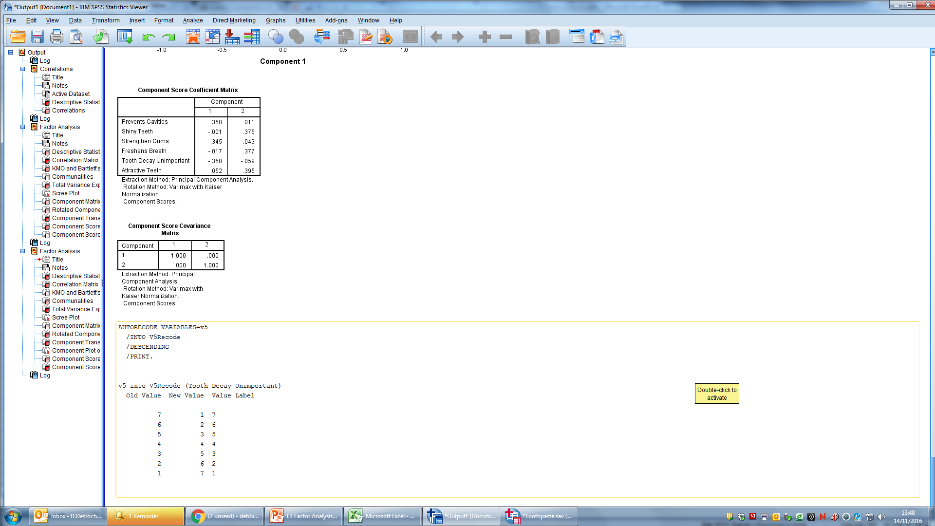 *Output1 [Document1] - IBM SPSS Statistics Viewer
File Edit View Data Transform Insert Format Analyze Direct Marketing Graphs Utilities Add-ons Window Help
Output
Log
Correlations
Title
Notes
Active Dataset
Descriptive Statist
Correlations
Log
Factor Analysis
Title
Notes
Descriptive Statist
Correlation Matrix
KMO and Bartlett's
Communalities
Total Variance Exp
Scree Plot
Component Matrix
Rotated Compone
Component Trans
Component Score
Component Score
Log
Factor Analysis
Title
Notes
Descriptive Statist
Correlation Matrix
KMO and Bartlett's
Communalities
Total Variance Exp
Scree Plot
Component Matrix
Rotated Compone
Component Trans
Component Plot o
Component Score
Component Score
Log
-1.0 -0.5 0.0 0.5 1.0
Component 1
Component Score Coefficient Matrix
Component
1 2
Prevents Cavities .350 .011
Shiny Teeth -.001 .375
Strengthen Gums .345 -.043
Freshens Breath -.017 .377
Tooth Decay Unimportant -.350 -.059
Attractive Teeth .052 .395
Extraction Method: Principal Component Analysis.
Rotation Method: Varimax with Kaiser
Normalization.
Component Scores
Component Score Covariance
Matrix
Component 1 2
1 1.000 .000
2 .000 1.000
Extraction Method: Principal
Component Analysis.
Rotation Method: Varimax with
Kaiser Normalization.
Component Scores
AUTORECODE VARIABLES=v5
/INTO V5Recode
/DESCENDING
/PRINT.
v5 into V5Recode (Tooth Decay Unimportant)
Old Value New Value Value Label
7 1 7
6 2 6
5 3 5
4 4 4
3 5 3
2 6 2
1 7 1
Double-click to
activate
Inbox - D.Desroch...
1 Reminder
(2 unread) - debbi...
17 Factor Analysis...
Microsoft Excel - ...
*Output1 [Docum...
*Toothpaste.sav [...
13:48
14/11/2016